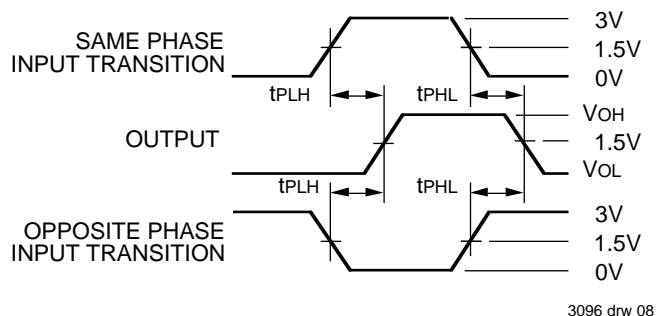 SAME PHASE
INPUT TRANSITION
3V
1.5V
0V
tPLH
tPHL
OUTPUT
VOH
1.5V
VOL
tPLH
tPHL
OPPOSITE PHASE
INPUT TRANSITION
3V
1.5V
0V
3096 drw 08